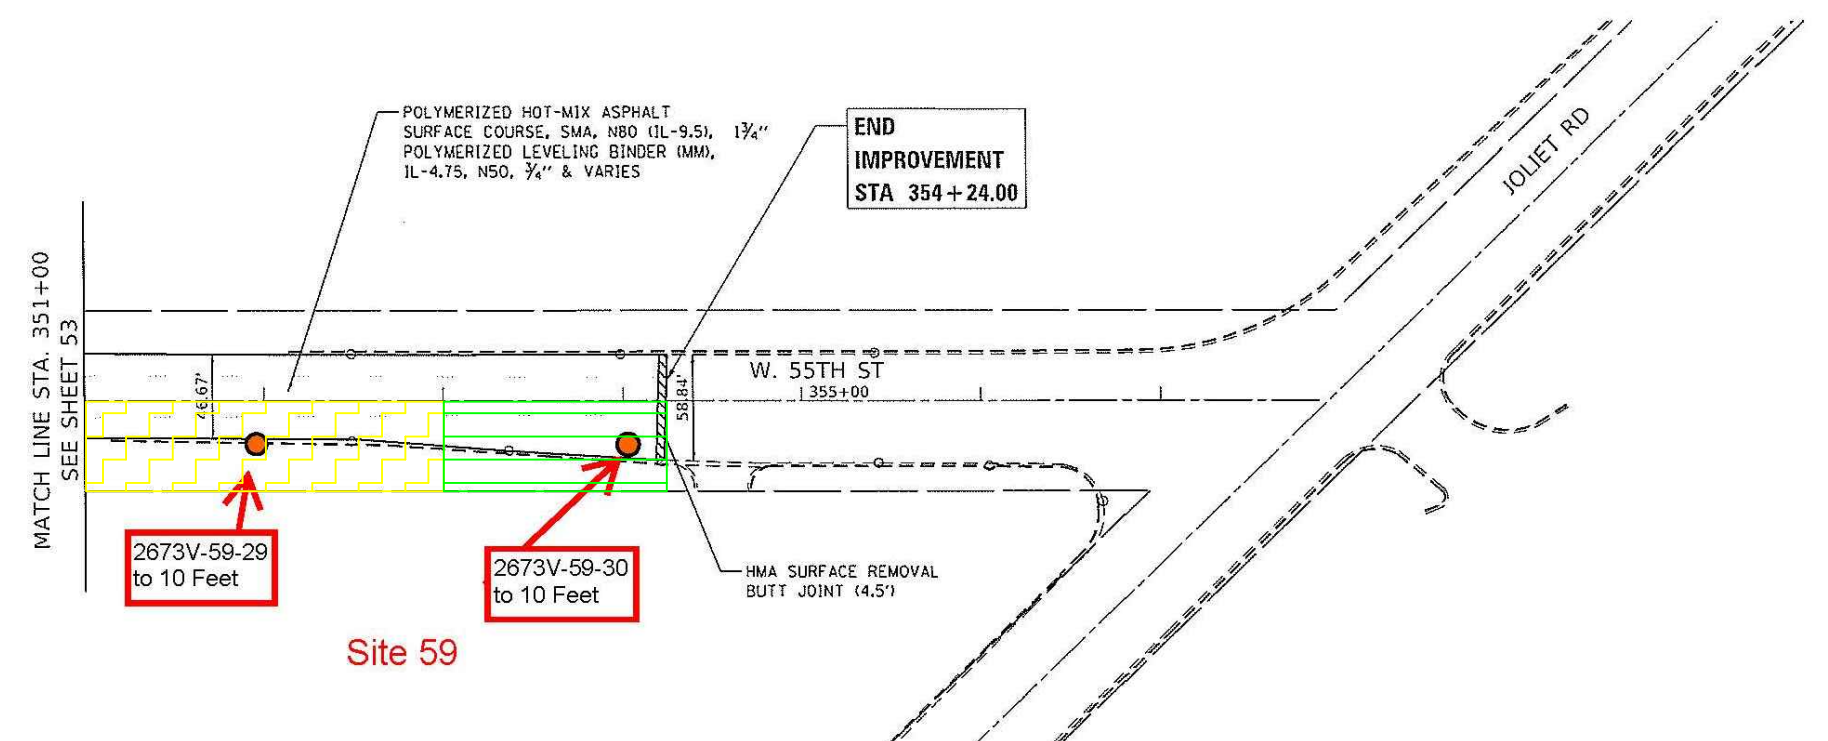 POLYMERIZED HOT-MIX ASPHALT
SURFACE COURSE, SMA, N80 (IL-9.5), 1¾"
POLYMERIZED LEVELING BINDER (MM),
IL-4.75, N50, ¾" & VARIES
END
IMPROVEMENT
STA 354+24.00
JOLIET RD
MATCH LINE STA. 351+00
SEE SHEET 53
46.67'
58.84'
W. 55TH ST
355+00
2673V-59-29
to 10 Feet
2673V-59-30
to 10 Feet
HMA SURFACE REMOVAL
BUTT JOINT (4.5')
Site 59